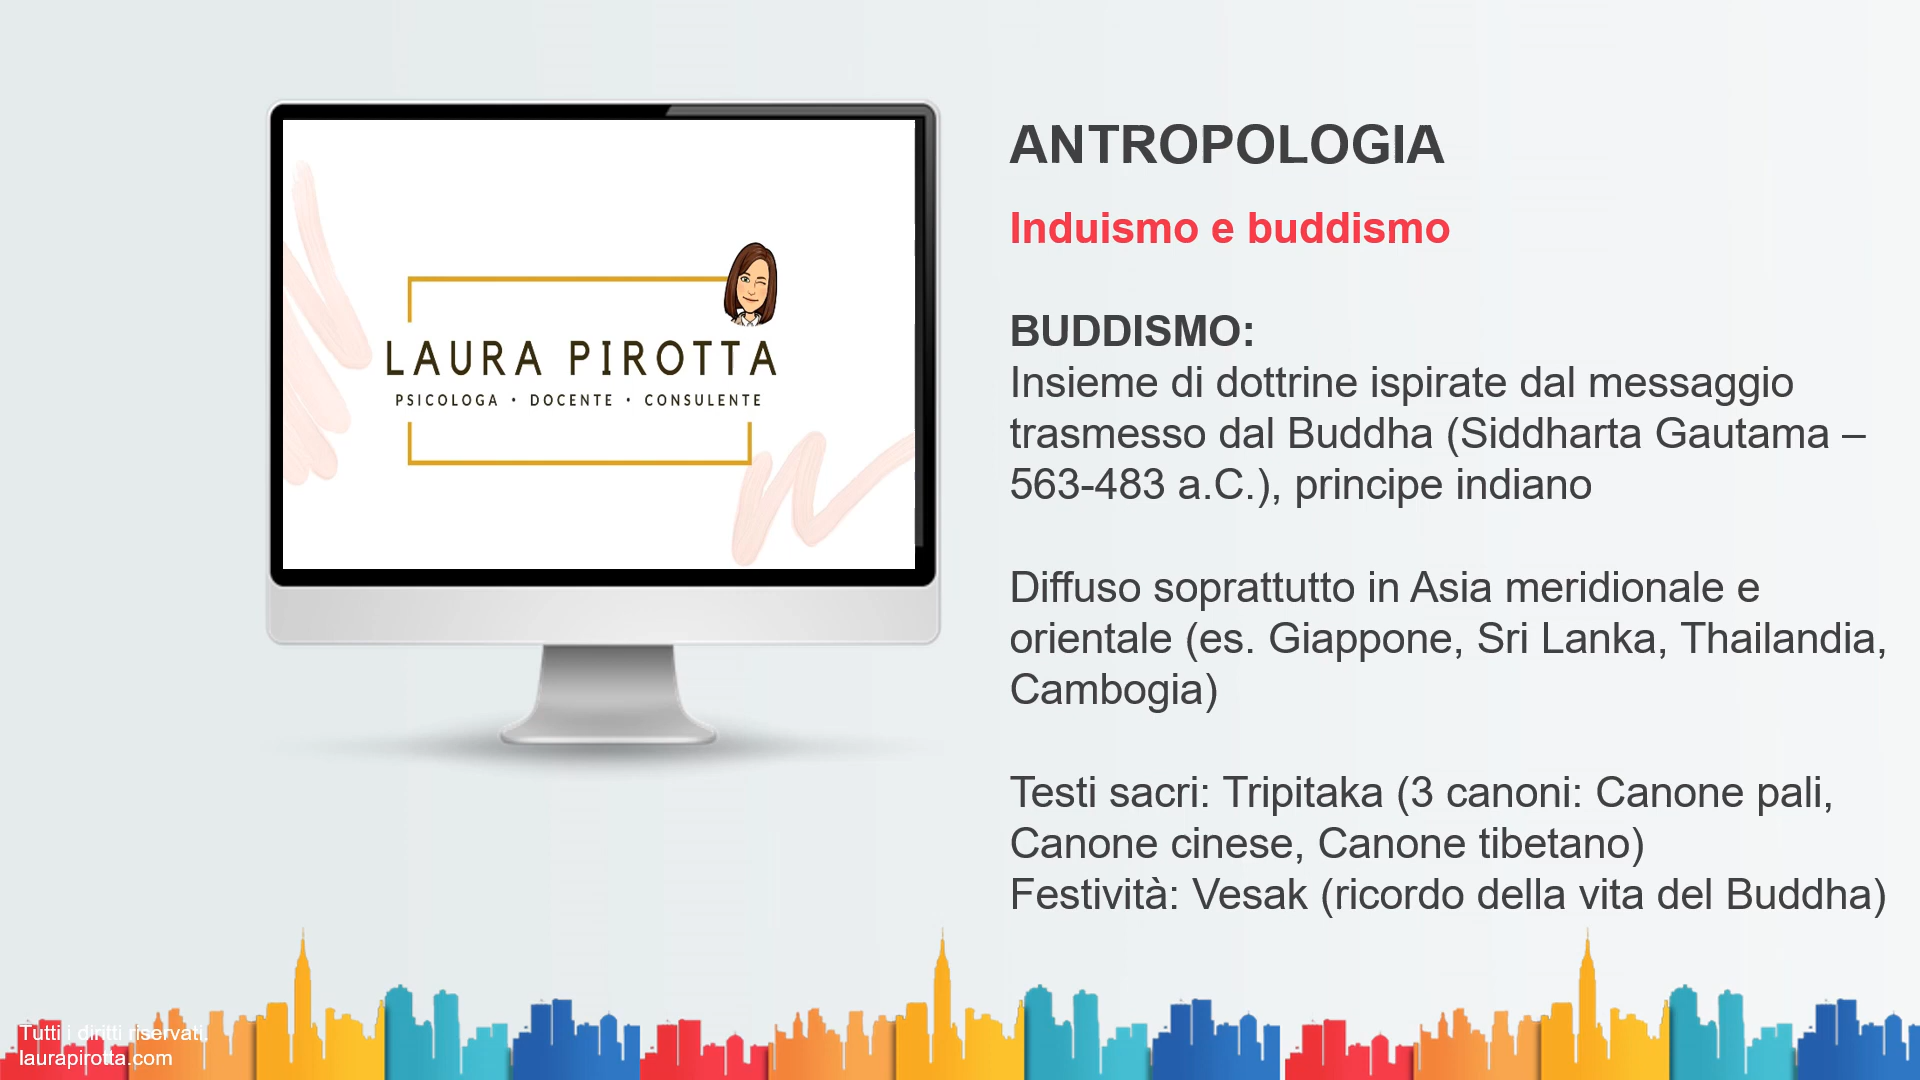 LAURA PIROTTA
PSICOLOGA • DOCENTE • CONSULENTE
ANTROPOLOGIA
Induismo e buddismo
BUDDISMO:
Insieme di dottrine ispirate dal messaggio
trasmesso dal Buddha (Siddharta Gautama –
563-483 a.C.), principe indiano
Diffuso soprattutto in Asia meridionale e
orientale (es. Giappone, Sri Lanka, Thailandia,
Cambogia)
Testi sacri: Tripitaka (3 canoni: Canone pali,
Canone cinese, Canone tibetano)
Festività: Vesak (ricordo della vita del Buddha)
Tutti i diritti riservati.
laurapirotta.com